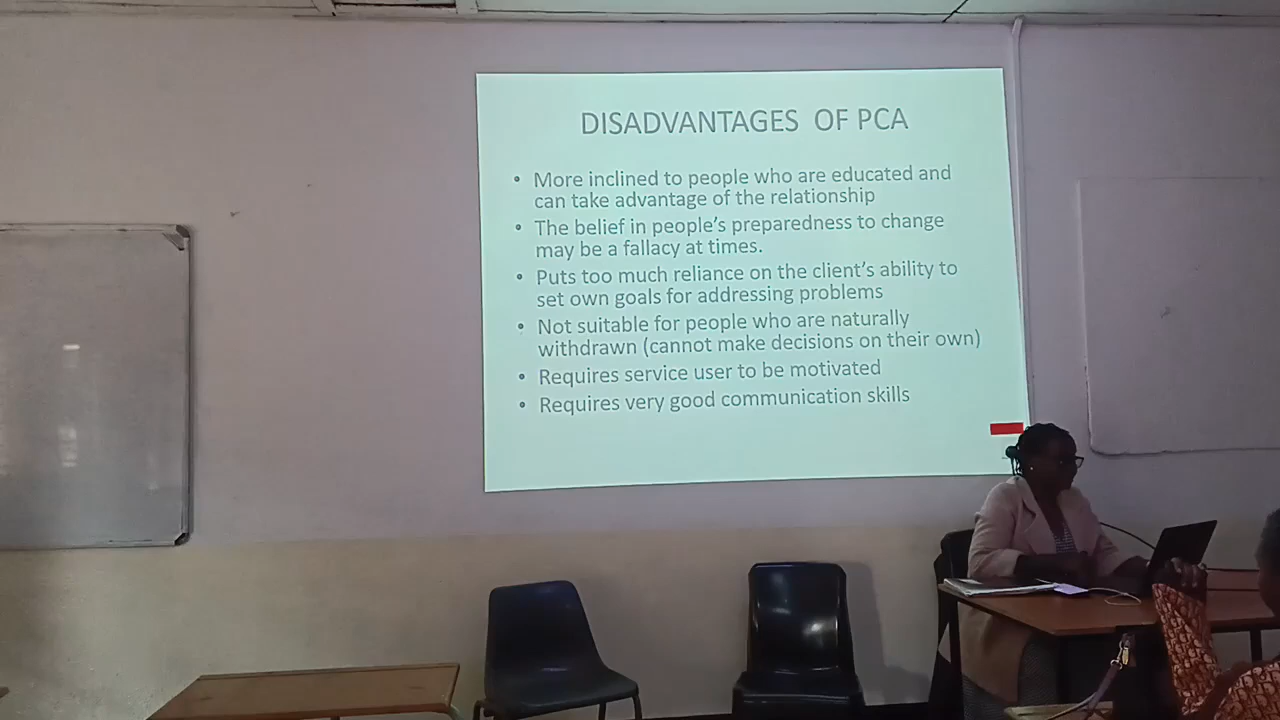 DISADVANTAGES OF PCA
• More inclined to people who are educated and
can take advantage of the relationship
• The belief in people's preparedness to change
may be a fallacy at times.
• Puts too much reliance on the client's ability to
set own goals for addressing problems
• Not suitable for people who are naturally
withdrawn (cannot make decisions on their own)
• Requires service user to be motivated
• Requires very good communication skills